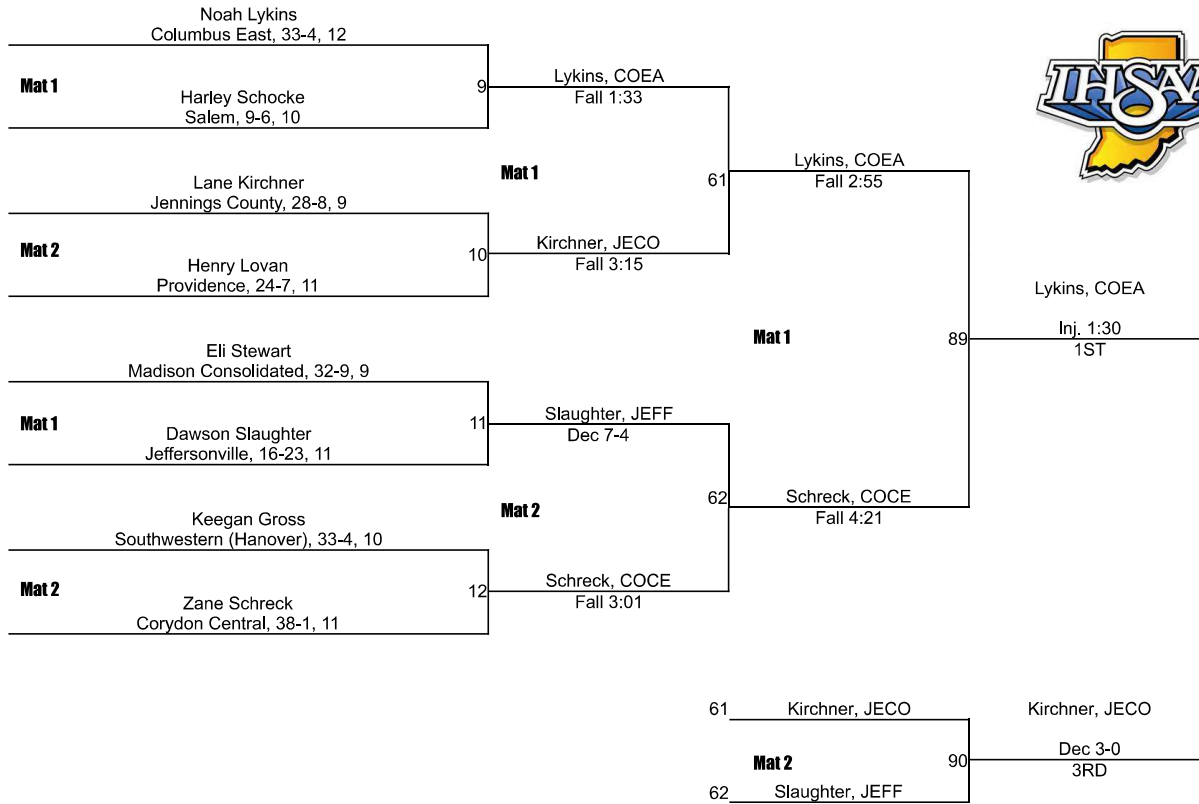 Noah Lykins
Columbus East, 33-4, 12
Mat 1
Harley Schocke
Salem, 9-6, 10
9
Lykins, COEA
Fall 1:33
Lane Kirchner
Jennings County, 28-8, 9
Mat 2
Henry Lovan
Providence, 24-7, 11
10
Kirchner, JECO
Fall 3:15
Mat 1
61
Lykins, COEA
Fall 2:55
Eli Stewart
Madison Consolidated, 32-9, 9
Mat 1
Dawson Slaughter
Jeffersonville, 16-23, 11
11
Slaughter, JEFF
Dec 7-4
Keegan Gross
Southwestern (Hanover), 33-4, 10
Mat 2
Zane Schreck
Corydon Central, 38-1, 11
12
Schreck, COCE
Fall 3:01
Mat 2
62
Schreck, COCE
Fall 4:21
Mat 1
89
Lykins, COEA
Inj. 1:30
1ST
IHSAA
61
Kirchner, JECO
Mat 2
62
Slaughter, JEFF
90
Kirchner, JECO
Dec 3-0
3RD